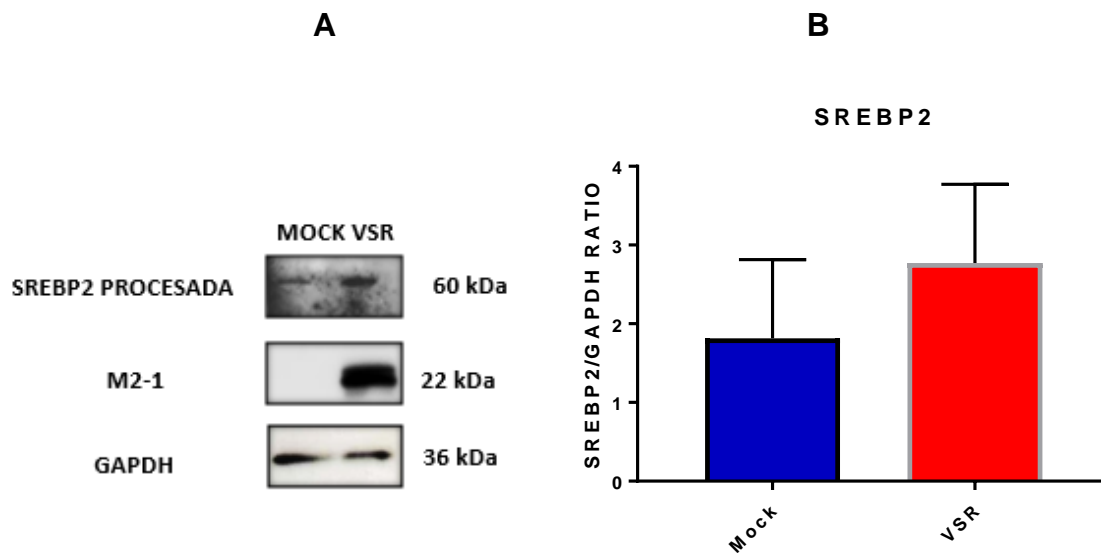 A
MOCK VSR
SREBP2 PROCESADA
60 kDa
M2-1
22 kDa
GAPDH
36 kDa
B
SREBP2
SREBP2/GAPDH RATIO
4
3
2
1
0
Mock
VSR